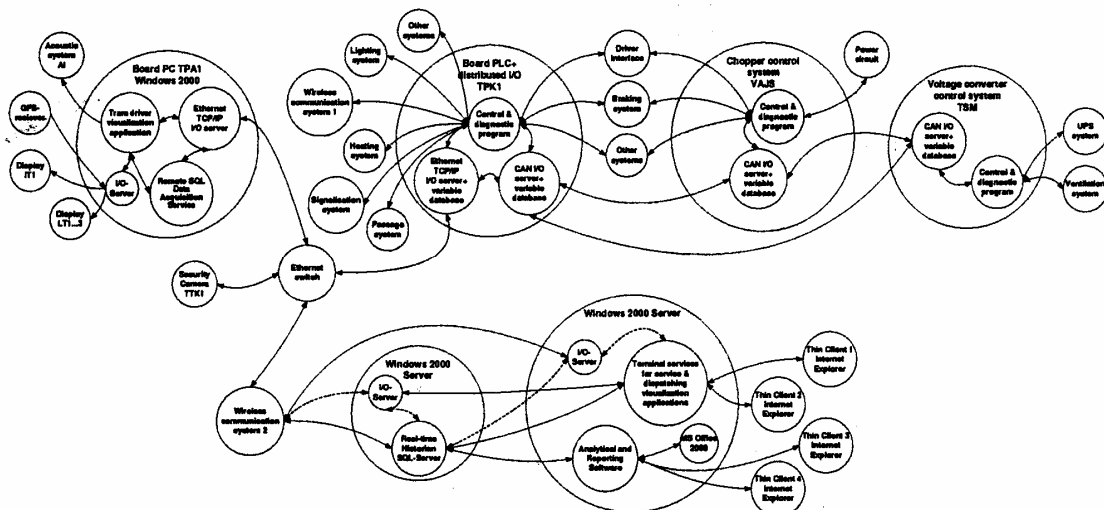 Acoustic
system
AI
Board PC TPA1
Windows 2000
Tram driver
visualization
application
Ethernet
TCP/IP
I/O server
GPS-
reciever
Display
IT1
I/O-
Server
Remote SQL
Data
Acquisition
Service
Display
LT1...3
Other
systems
Lighting
system
Wireless
communication
system 1
Heating
system
Signalisation
system
Passage
system
Board PLC+
distributed I/O
TPK1
Control &
diagnostic
program
Ethernet
TCP/IP
I/O server+
variable
database
CAN I/O
server+
variable
database
Driver
interface
Braking
system
Other
systems
Chopper control
system
VAJS
Control &
diagnostic
program
CAN I/O
server+
variable
database
Power
circuit
Voltage converter
control system
TSM
CAN I/O
server+
variable
database
Control &
diagnostic
program
UPS
system
Ventilation
system
Security
Camera
TTK1
Ethernet
switch
Wireless
communication
system 2
Windows 2000
Server
I/O-
Server
Real-time
Historian
SQL-Server
Windows 2000 Server
I/O-
Server
Terminal services
for service &
dispatching
visualisation
applications
Analytical and
Reporting
Software
MS Office
2000
Thin Client 1
Internet
Explorer
Thin Client 2
Internet
Explorer
Thin Client 3
Internet
Explorer
Thin Client 4
Internet
Explorer